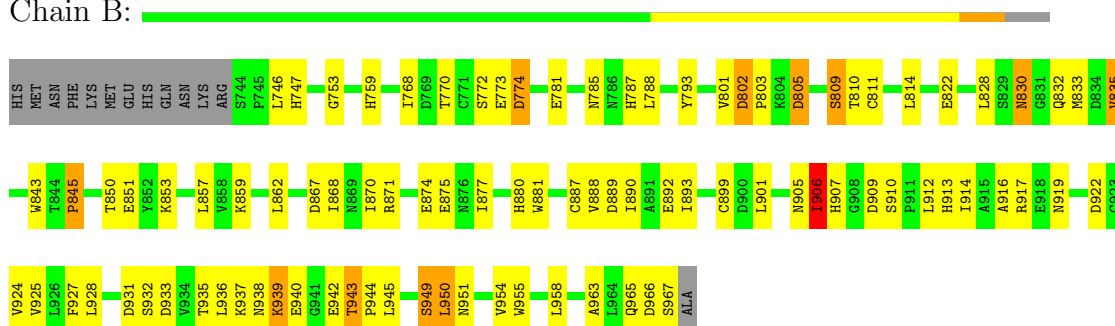 Chain B:
HIS MET ASN PHE LYS MET GLU HIS GLN ASN LYS ARG S744 P745 L746 H747 G753 H759 I768 D769 T770 C771 S772 E773 D774 E781 N785 N786 H787 L788 Y793 V801 D802 P803 K804 D805 S809 T810 C811 L814 E822 L828 S829 N830 G831 Q832 M833 D834
W843 T844 P845 T850 E851 Y852 K853 L857 V858 K859 L862 D867 I868 N869 I870 R871 E874 E875 N876 I877 H880 W881 C887 V888 D889 I890 A891 E892 I893 C899 D900 L901 N905 I906 H907 G908 D909 S910 P911 L912 H913 I914 A915 A916 R917 E918 N919 D922
V924 V925 L926 F927 L928 D931 S932 D933 V934 T935 L936 K937 N938 K939 E940 G941 E942 T943 P944 L945 S949 L950 N951 V954 W955 L958 A963 L964 Q965 D966 S967 ALA